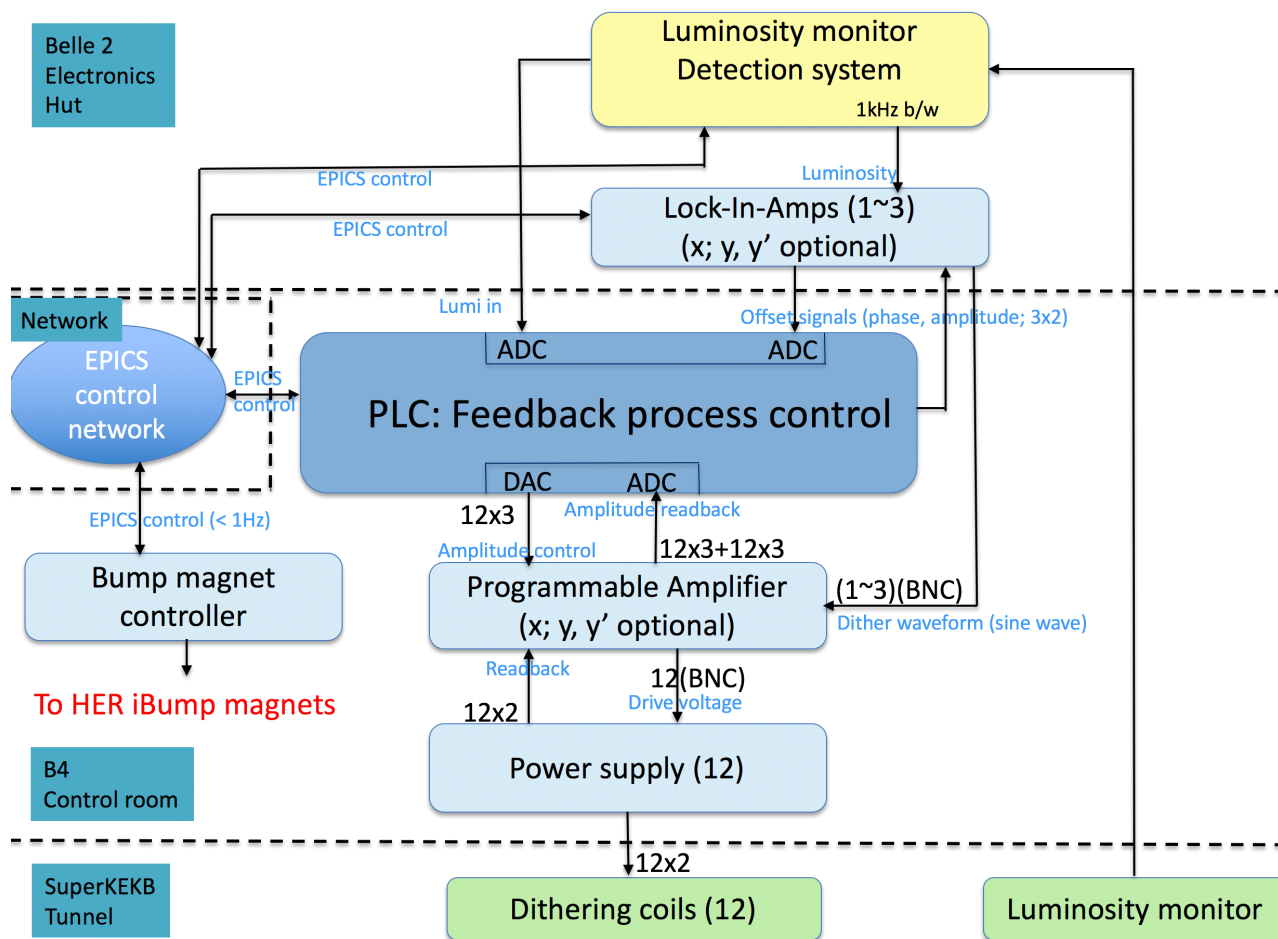 Belle 2
Electronics
Hut
Luminosity monitor
Detection system
1kHz b/w
EPICS control
Luminosity
Lock-In-Amps (1~3)
(x; y, y’ optional)
EPICS control
Network
Lumi in
Offset signals (phase, amplitude; 3x2)
EPICS
control
network
EPICS
control
ADC
ADC
PLC: Feedback process control
DAC
ADC
EPICS control (< 1Hz)
12x3
Amplitude readback
Amplitude control
12x3+12x3
Bump magnet
controller
Programmable Amplifier
(x; y, y’ optional)
(1~3)(BNC)
Dither waveform (sine wave)
To HER iBump magnets
Readback
12(BNC)
Drive voltage
12x2
B4
Control room
Power supply (12)
12x2
SuperKEKB
Tunnel
Dithering coils (12)
Luminosity monitor